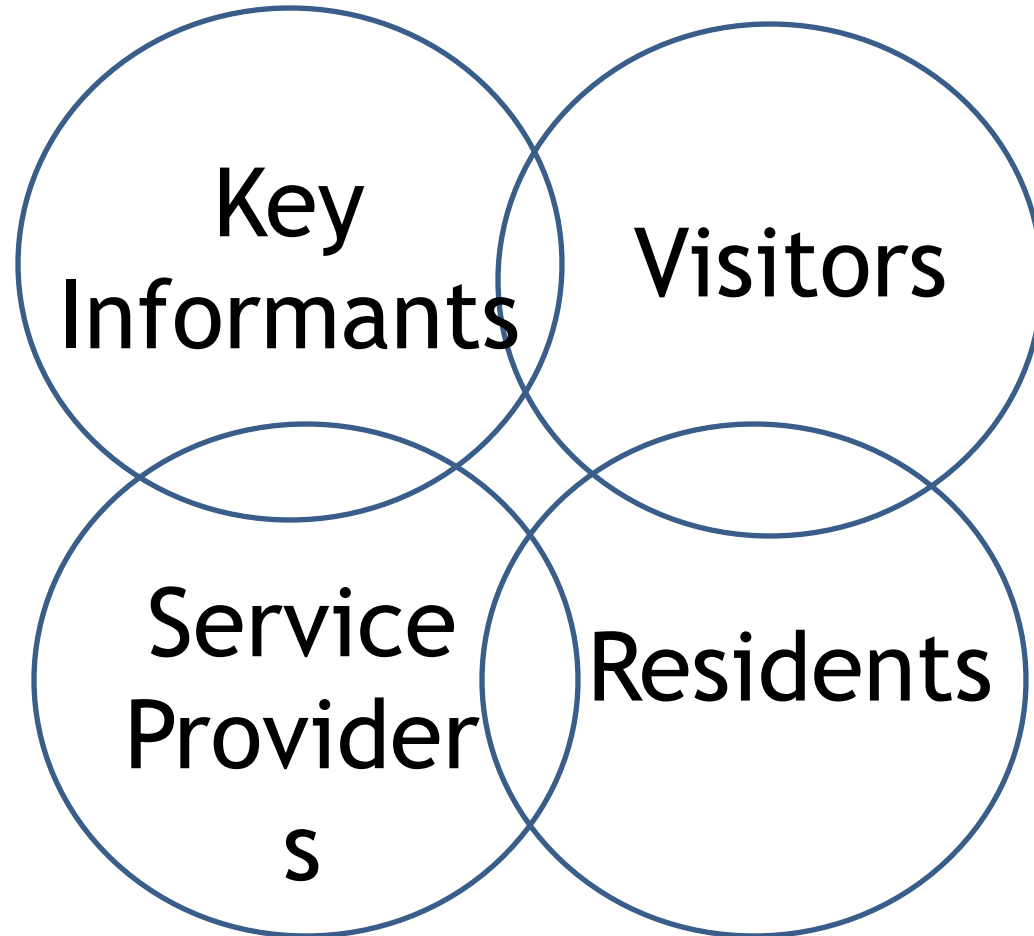 Key
Informants
Visitors
Service
Provider
s
Residents